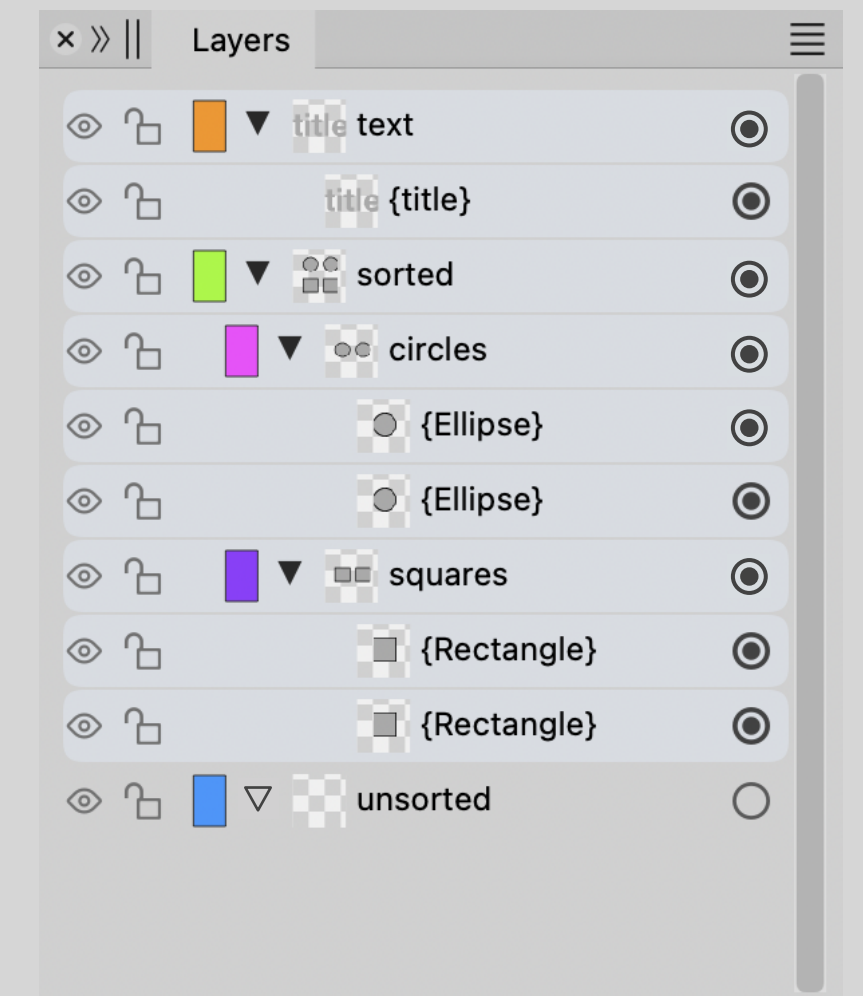 Layers
title text
title {title}
sorted
circles
{Ellipse}
{Ellipse}
squares
{Rectangle}
{Rectangle}
unsorted